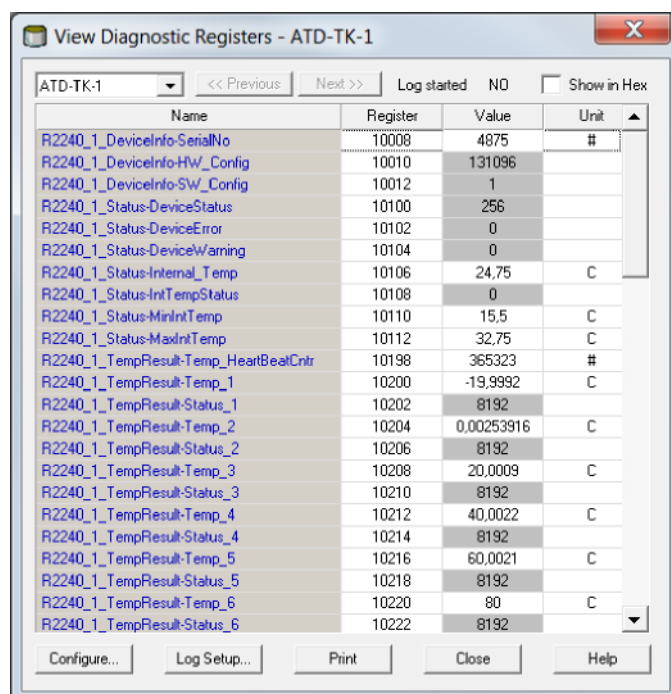 View Diagnostic Registers - ATD-TK-1
ATD-TK-1 << Previous Next >> Log started NO Show in Hex
Name Register Value Unit
R2240_1_DeviceInfo-SerialNo 10008 4875 #
R2240_1_DeviceInfo-HW_Config 10010 131096
R2240_1_DeviceInfo-SW_Config 10012 1
R2240_1_Status-DeviceStatus 10100 256
R2240_1_Status-DeviceError 10102 0
R2240_1_Status-DeviceWarning 10104 0
R2240_1_Status-Internal_Temp 10106 24,75 C
R2240_1_Status-IntTempStatus 10108 0
R2240_1_Status-MinIntTemp 10110 15,5 C
R2240_1_Status-MaxIntTemp 10112 32,75 C
R2240_1_TempResult-Temp_HeartBeatCntr 10198 365323 #
R2240_1_TempResult-Temp_1 10200 -19,9992 C
R2240_1_TempResult-Status_1 10202 8192
R2240_1_TempResult-Temp_2 10204 0,00253916 C
R2240_1_TempResult-Status_2 10206 8192
R2240_1_TempResult-Temp_3 10208 20,0009 C
R2240_1_TempResult-Status_3 10210 8192
R2240_1_TempResult-Temp_4 10212 40,0022 C
R2240_1_TempResult-Status_4 10214 8192
R2240_1_TempResult-Temp_5 10216 60,0021 C
R2240_1_TempResult-Status_5 10218 8192
R2240_1_TempResult-Temp_6 10220 80 C
R2240_1_TempResult-Status_6 10222 8192
Configure... Log Setup... Print Close Help